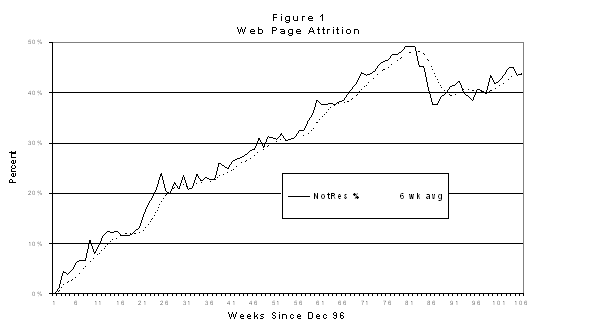 Figure 1
Web Page Attrition
50%
40%
30%
20%
10%
0%
Percent
NotRes % 6 wk avg
1 6 11 16 21 26 31 36 41 46 51 56 61 66 71 76 81 86 91 96 101 106
Weeks Since Dec 96